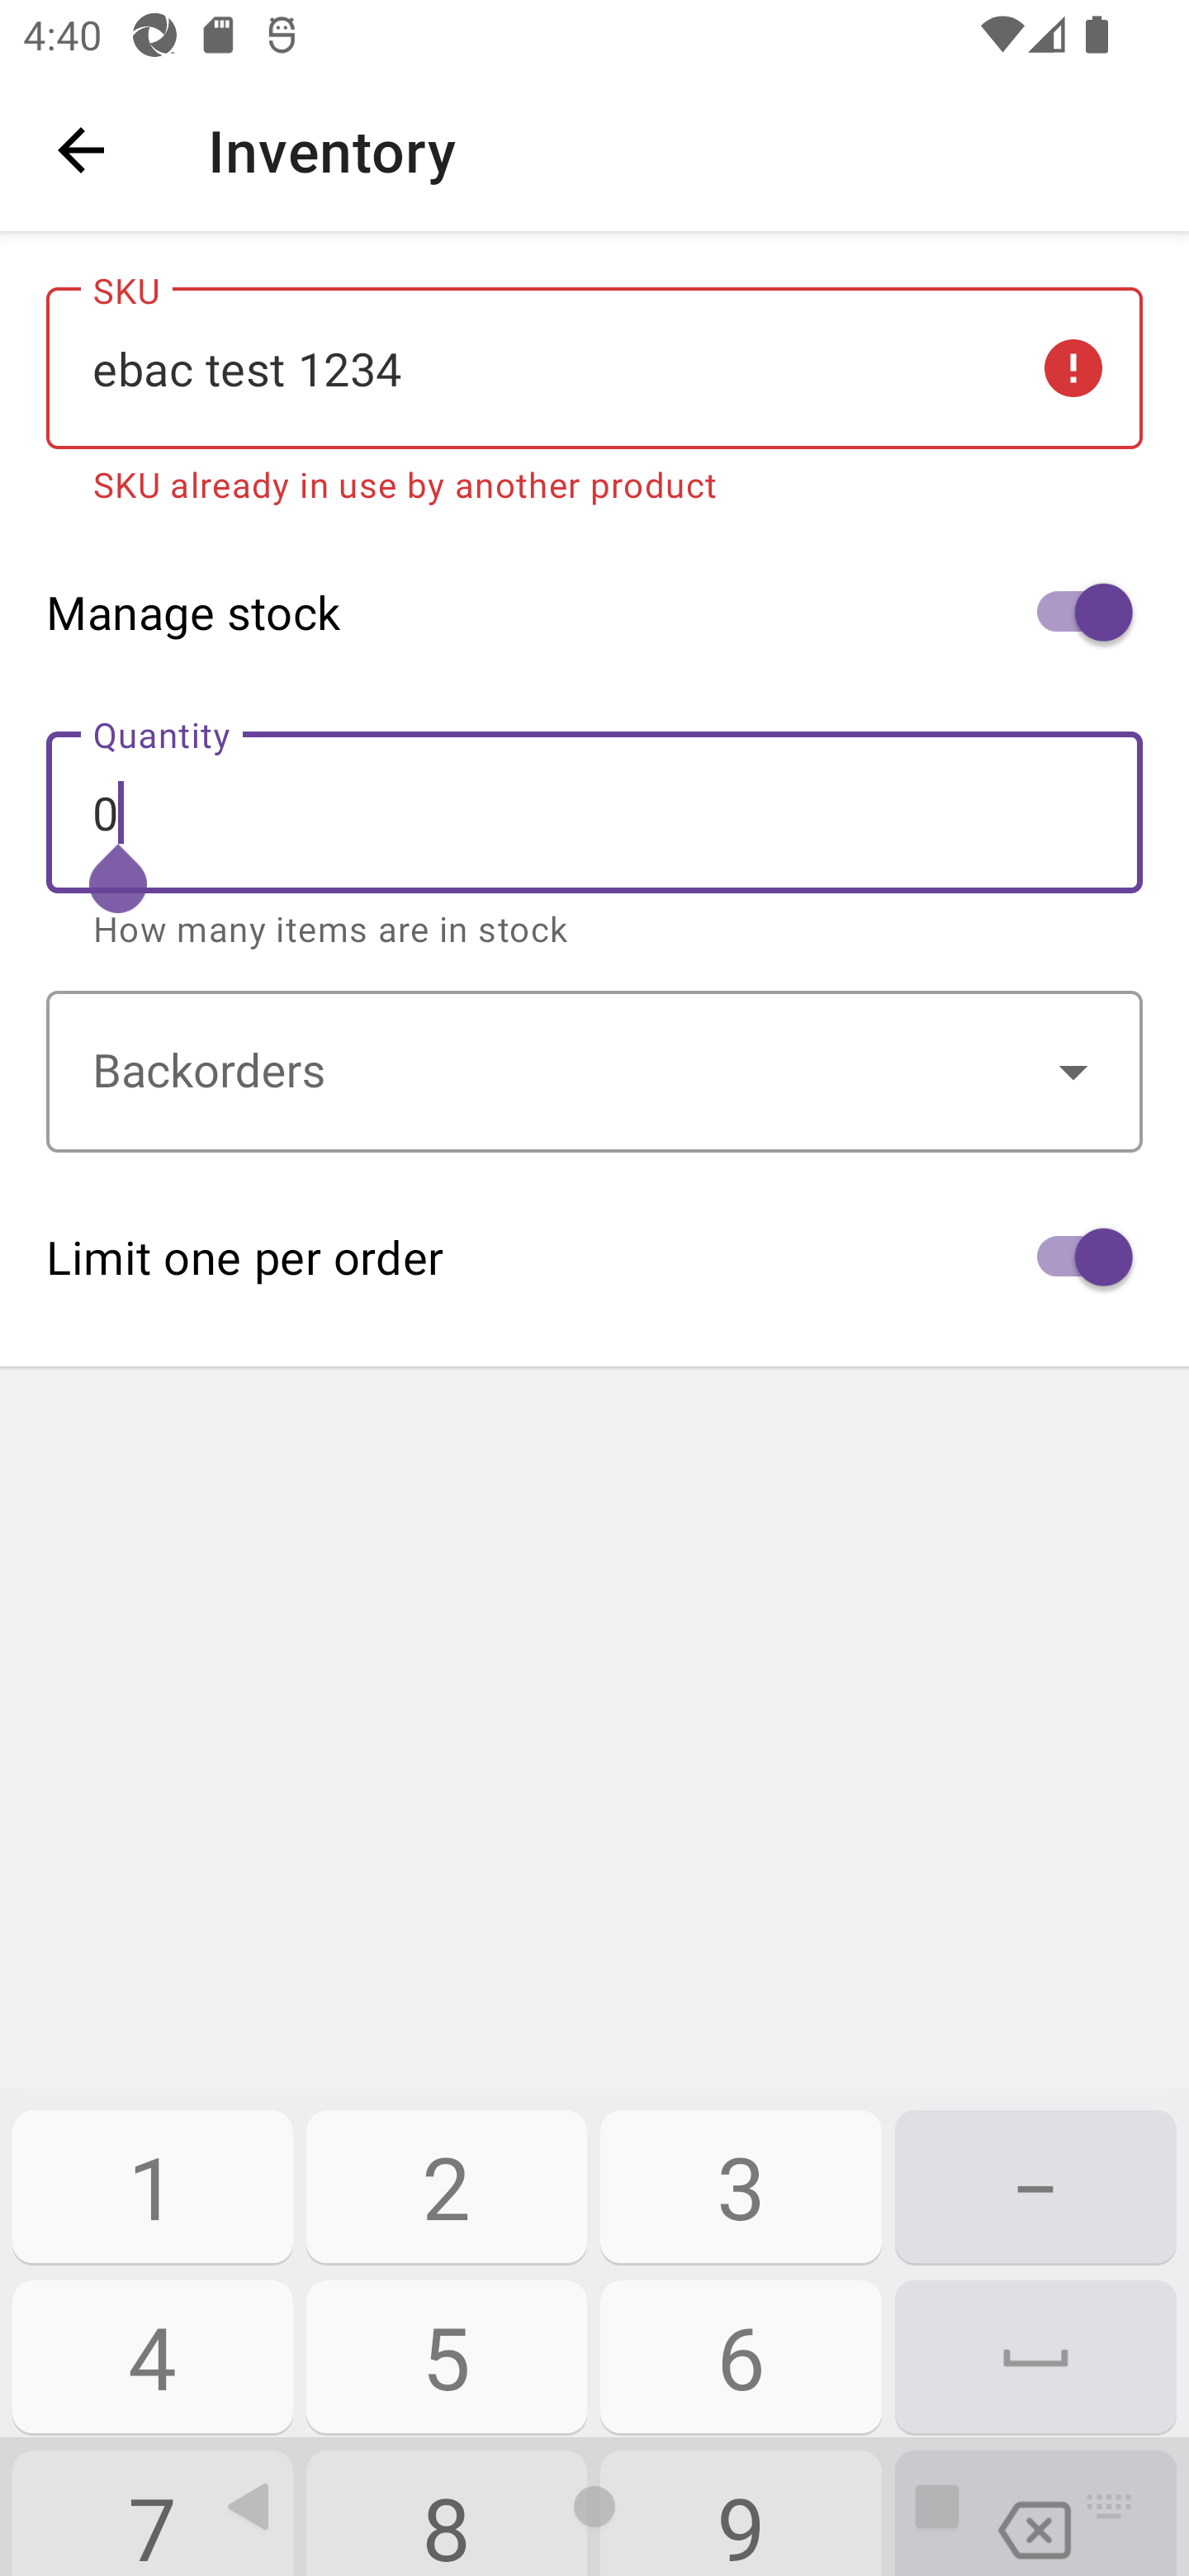 4:40
Inventory
SKU
ebac test 1234
SKU already in use by another product
Manage stock
Quantity
0
How many items are in stock
Backorders
Limit one per order
1 2 3 –
4 5 6
7 8 9